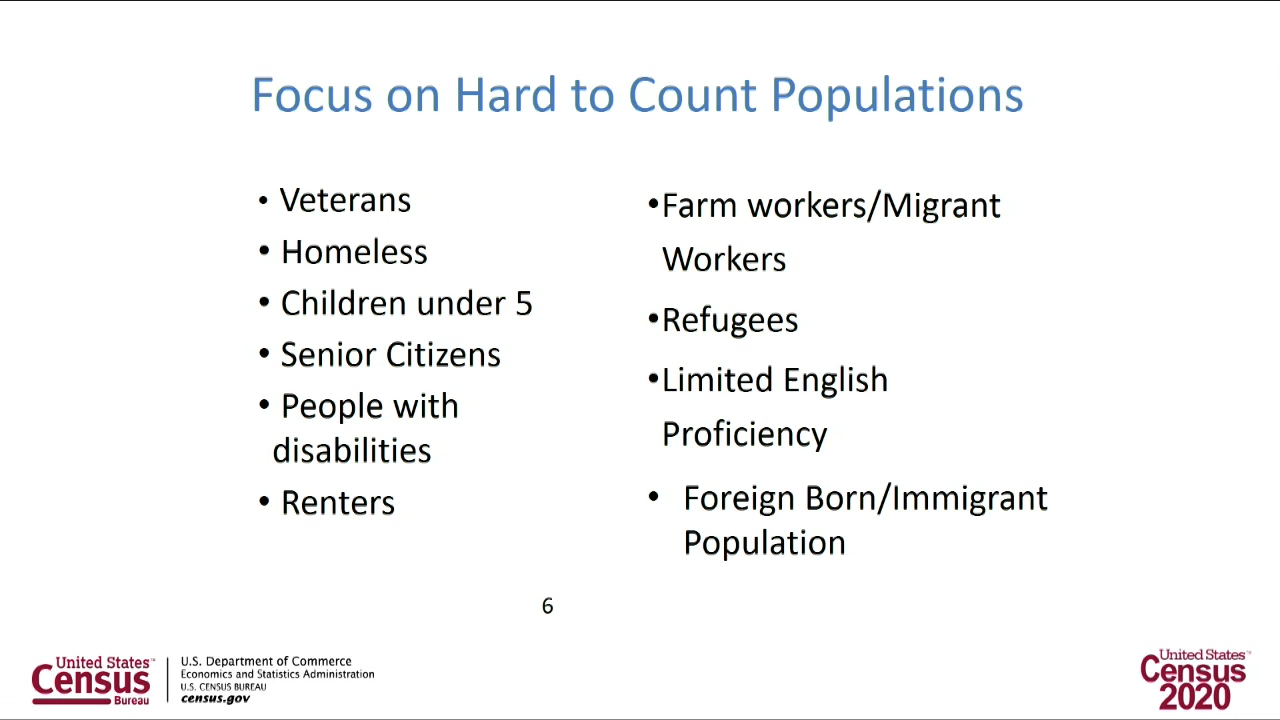 Focus on Hard to Count Populations
• Veterans
• Homeless
• Children under 5
• Senior Citizens
• People with
disabilities
• Renters
•Farm workers/Migrant
Workers
•Refugees
•Limited English
Proficiency
• Foreign Born/Immigrant
Population
6
United States™
Census
Bureau
U.S. Department of Commerce
Economics and Statistics Administration
U.S. CENSUS BUREAU
census.gov
United States™
Census
2020